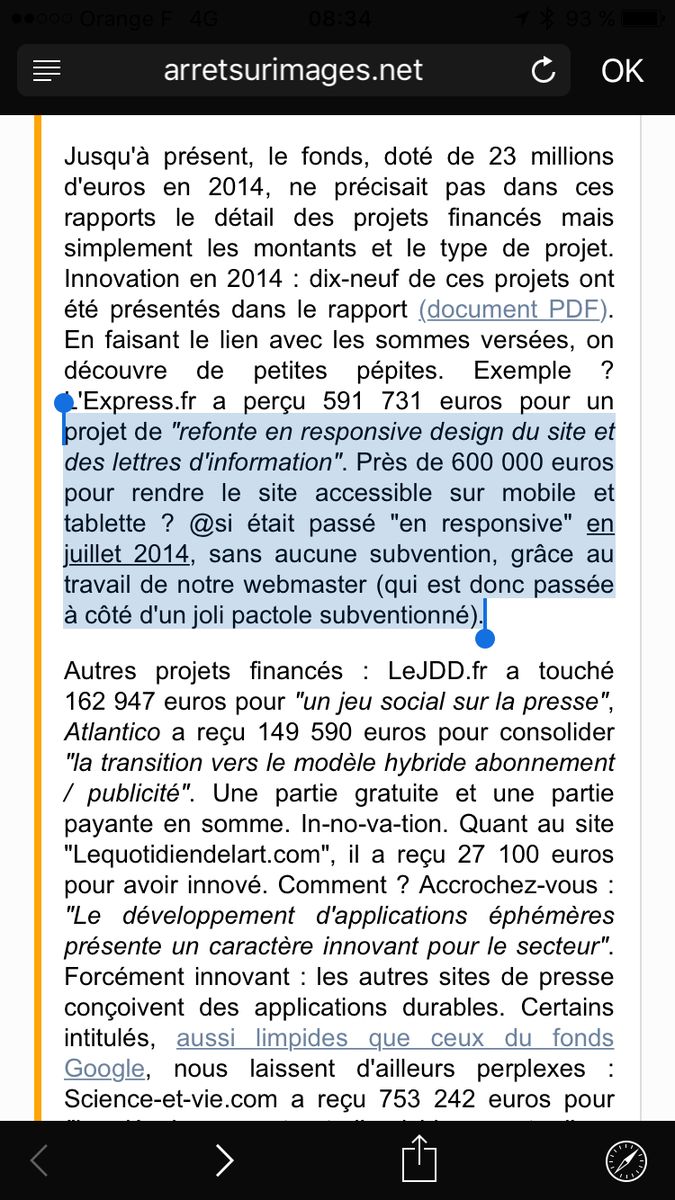 Orange F 4G 08:34 93 %
arretsurimages.net OK
Jusqu'à présent, le fonds, doté de 23 millions
d'euros en 2014, ne précisait pas dans ces
rapports le détail des projets financés mais
simplement les montants et le type de projet.
Innovation en 2014 : dix-neuf de ces projets ont
été présentés dans le rapport (document PDF).
En faisant le lien avec les sommes versées, on
découvre de petites pépites. Exemple ?
L'Express.fr a perçu 591 731 euros pour un
projet de "refonte en responsive design du site et
des lettres d'information". Près de 600 000 euros
pour rendre le site accessible sur mobile et
tablette ? @si était passé "en responsive" en
juillet 2014, sans aucune subvention, grâce au
travail de notre webmaster (qui est donc passée
à côté d'un joli pactole subventionné).
Autres projets financés : LeJDD.fr a touché
162 947 euros pour "un jeu social sur la presse",
Atlantico a reçu 149 590 euros pour consolider
"la transition vers le modèle hybride abonnement
/ publicité". Une partie gratuite et une partie
payante en somme. In-no-va-tion. Quant au site
"Lequotidiendelart.com", il a reçu 27 100 euros
pour avoir innové. Comment ? Accrochez-vous :
"Le développement d'applications éphémères
présente un caractère innovant pour le secteur".
Forcément innovant : les autres sites de presse
conçoivent des applications durables. Certains
intitulés, aussi limpides que ceux du fonds
Google, nous laissent d'ailleurs perplexes :
Science-et-vie.com a reçu 753 242 euros pour